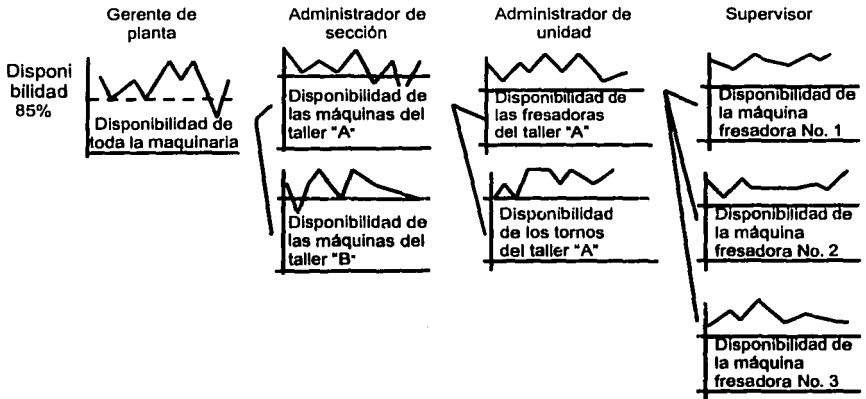 Gerente de
planta
Administrador de
sección
Administrador de
unidad
Supervisor
Disponi
bilidad
85%
Disponibilidad de
toda la maquinaria
Disponibilidad de
las máquinas del
taller "A"
Disponibilidad de
las máquinas del
taller "B"
Disponibilidad de
las fresadoras
del taller "A"
Disponibilidad
de los tornos
del taller "A"
Disponibilidad de
la máquina
fresadora No. 1
Disponibilidad de
la máquina
fresadora No. 2
Disponibilidad de
la máquina
fresadora No. 3